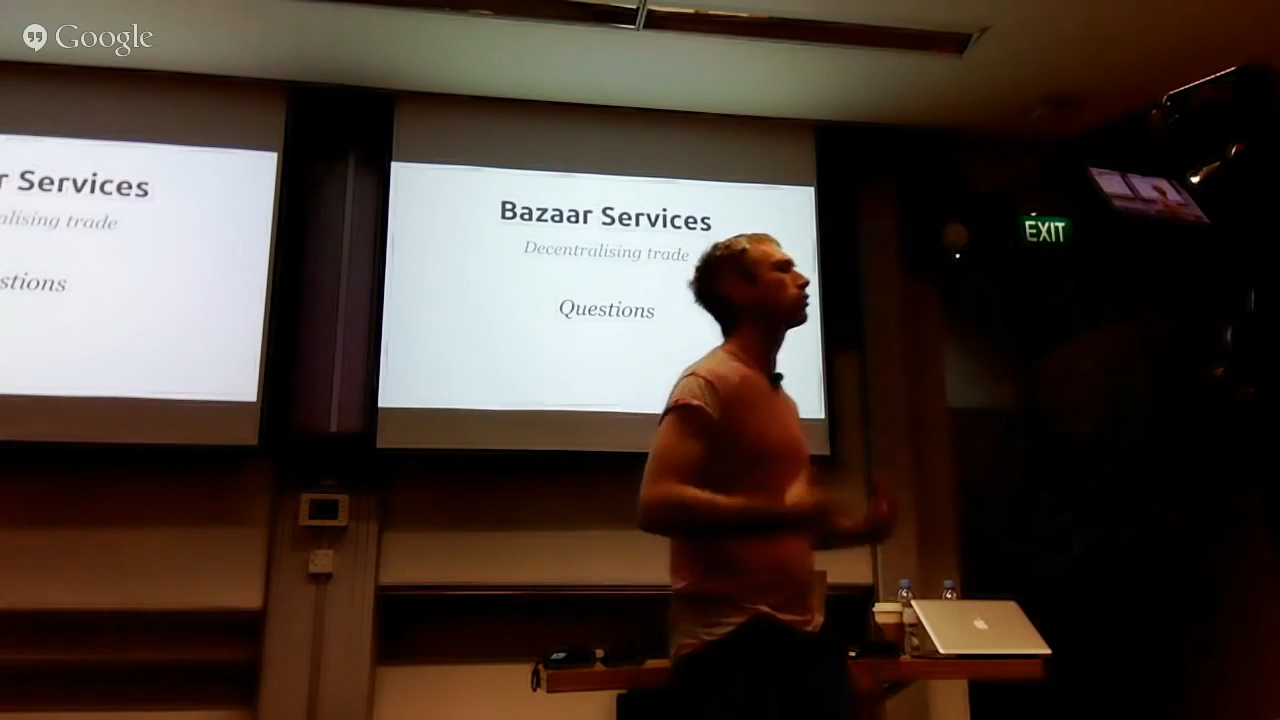 Google
r Services
alising trade
stions
Bazaar Services
Decentralising trade
Questions
EXIT